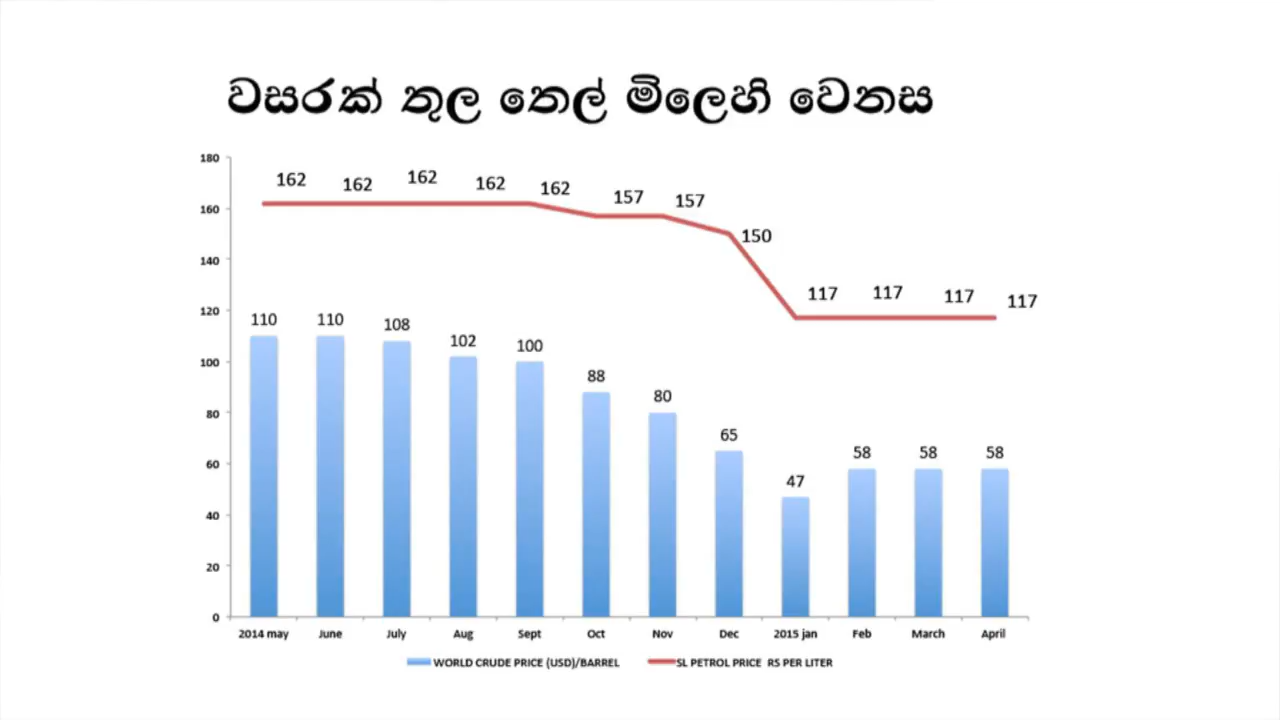 වසරක් තුල තෙල් මිලෙහි වෙනස
180
160
140
120
100
80
60
40
20
0
162 162 162 162 162 157 157 150 117 117 117 117
110 110 108 102 100 88 80 65 47 58 58 58
2014 may June July Aug Sept Oct Nov Dec 2015 jan Feb March April
WORLD CRUDE PRICE (USD)/BARREL SL PETROL PRICE RS PER LITER